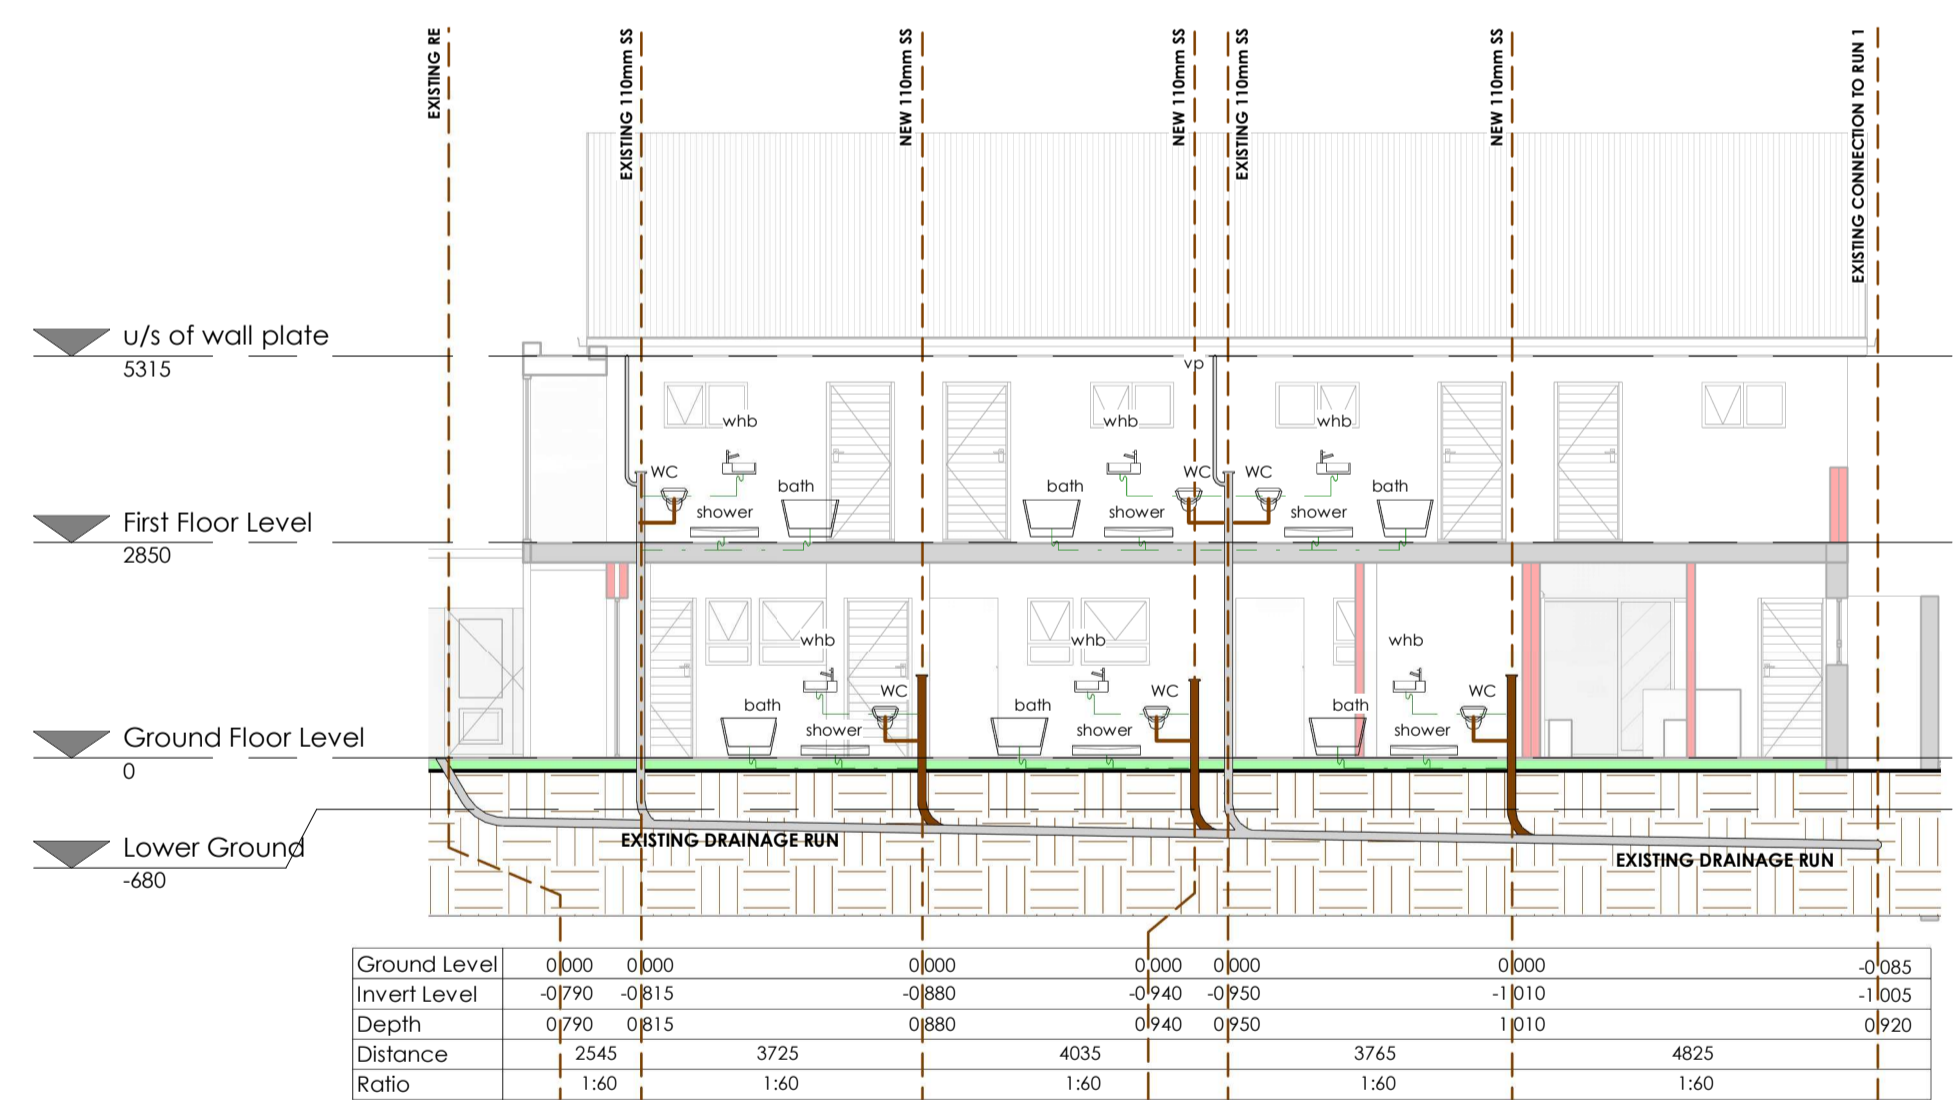 EXISTING RE
EXISTING 110mm SS
NEW 110mm SS
NEW 110mm SS
EXISTING 110mm SS
NEW 110mm SS
EXISTING CONNECTION TO RUN 1
u/s of wall plate
5315
vp
whb
whb
whb
WC
WC
WC
bath
bath
bath
shower
shower
shower
First Floor Level
2850
whb
whb
whb
WC
WC
WC
bath
bath
bath
shower
shower
shower
Ground Floor Level
0
EXISTING DRAINAGE RUN
Lower Ground
-680
EXISTING DRAINAGE RUN
Ground Level 0.000 0.000 0.000 0.000 0.000 0.000 -0.085
Invert Level -0.790 -0.815 -0.880 -0.940 -0.950 -1.010 -1.005
Depth 0.790 0.815 0.880 0.940 0.950 1.010 0.920
Distance 2545 3725 4035 3765 4825
Ratio 1:60 1:60 1:60 1:60 1:60